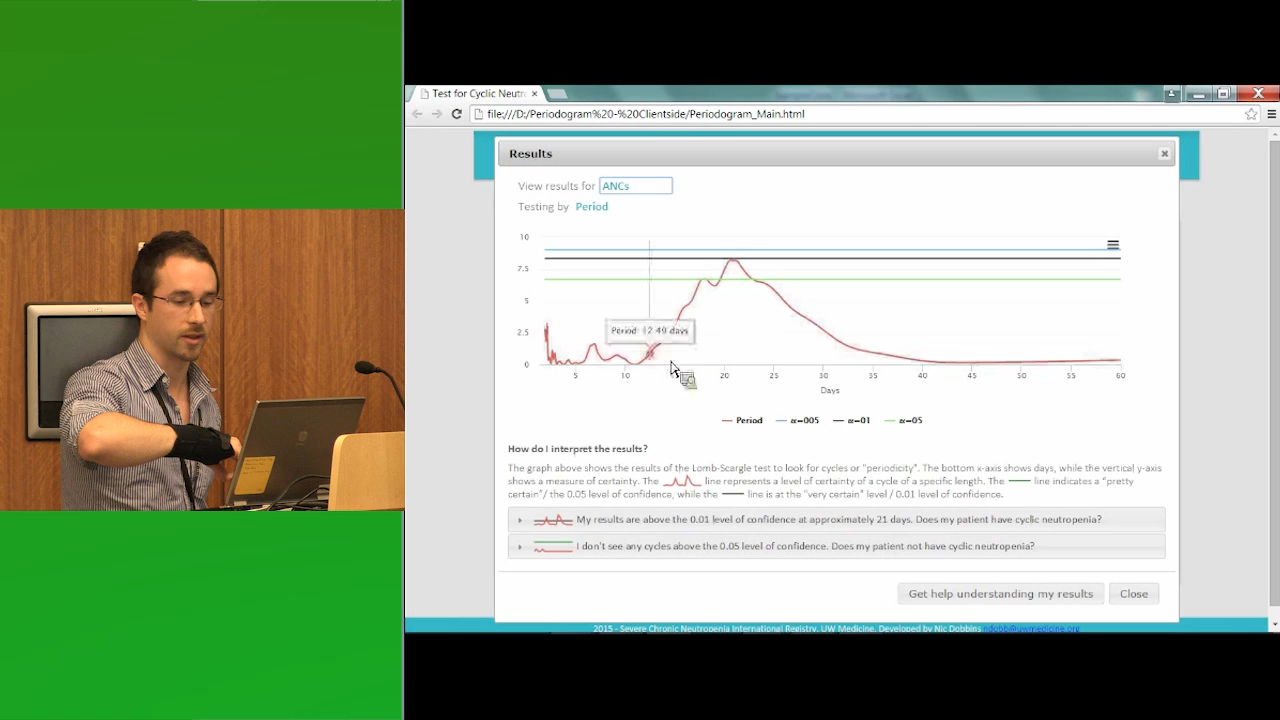 Test for Cyclic Neutr
file:///D:/Periodogram%20-%20Clientside/Periodogram_Main.html
Results
View results for ANCs
Testing by Period
10
7.5
5
2.5
0
Period: 12.49 days
5 10 20 25 30 35 40 45 50 55 60
Days
Period α=005 α=01 α=05
How do I interpret the results?
The graph above shows the results of the Lomb-Scargle test to look for cycles or "periodicity". The bottom x-axis shows days, while the vertical y-axis
shows a measure of certainty. The line represents a level of certainty of a cycle of a specific length. The line indicates a "pretty
certain"/ the 0.05 level of confidence, while the line is at the "very certain" level / 0.01 level of confidence.
My results are above the 0.01 level of confidence at approximately 21 days. Does my patient have cyclic neutropenia?
I don't see any cycles above the 0.05 level of confidence. Does my patient not have cyclic neutropenia?
Get help understanding my results Close
2015 - Severe Chronic Neutropenia International Registry. UW Medicine. Developed by Nic Dobbins ndobb@uwmedicine.org